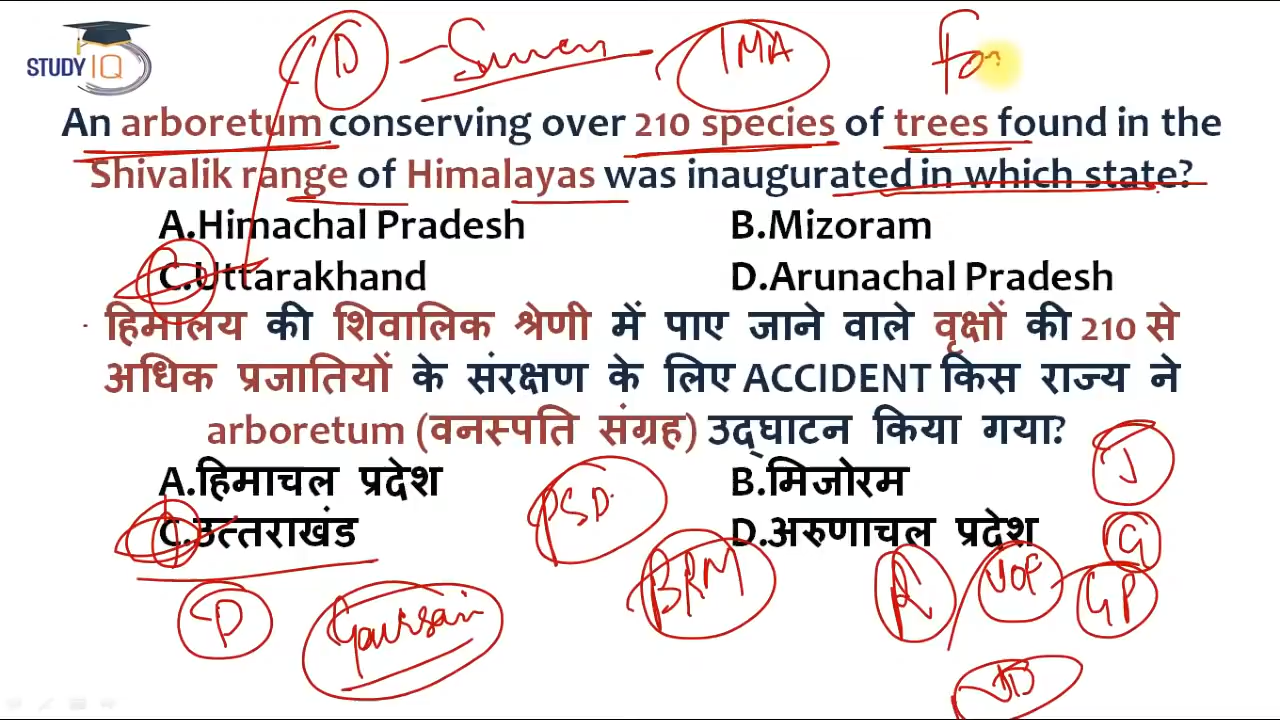 STUDY IQ
D IMA
An arboretum conserving over 210 species of trees found in the
Shivalik range of Himalayas was inaugurated in which state?
A.Himachal Pradesh B.Mizoram
C.Uttarakhand D.Arunachal Pradesh
हिमालय की शिवालिक श्रेणी में पाए जाने वाले वृक्षों की 210 से
अधिक प्रजातियों के संरक्षण के लिए ACCIDENT किस राज्य ने
arboretum (वनस्पति संग्रह) उद्घाटन किया गया?
A.हिमाचल प्रदेश B.मिजोरम
J
C.उत्तराखंड PSD D.अरुणाचल प्रदेश G
P BRM R VOF GP